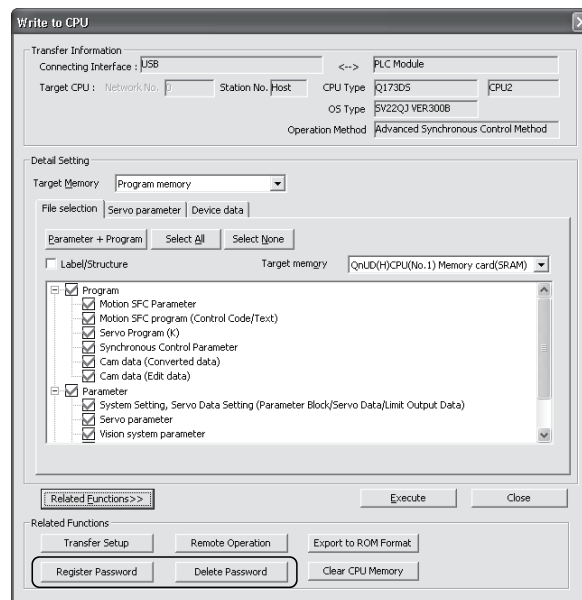 Write to CPU
Transfer Information
Connecting Interface : USB <--> PLC Module
Target CPU : Network No. 0 Station No. Host CPU Type Q173DS CPU2
OS Type SV22QJ VER300B
Operation Method Advanced Synchronous Control Method
Detail Setting
Target Memory Program memory
File selection Servo parameter Device data
Parameter + Program Select All Select None
Label/Structure Target memory QnUD(H)CPU(No.1) Memory card(SRAM)
Program
Motion SFC Parameter
Motion SFC program (Control Code/Text)
Servo Program (K)
Synchronous Control Parameter
Cam data (Converted data)
Cam data (Edit data)
Parameter
System Setting, Servo Data Setting (Parameter Block/Servo Data/Limit Output Data)
Servo parameter
Vision system parameter
Related Functions>> Execute Close
Related Functions
Transfer Setup Remote Operation Export to ROM Format
Register Password Delete Password Clear CPU Memory